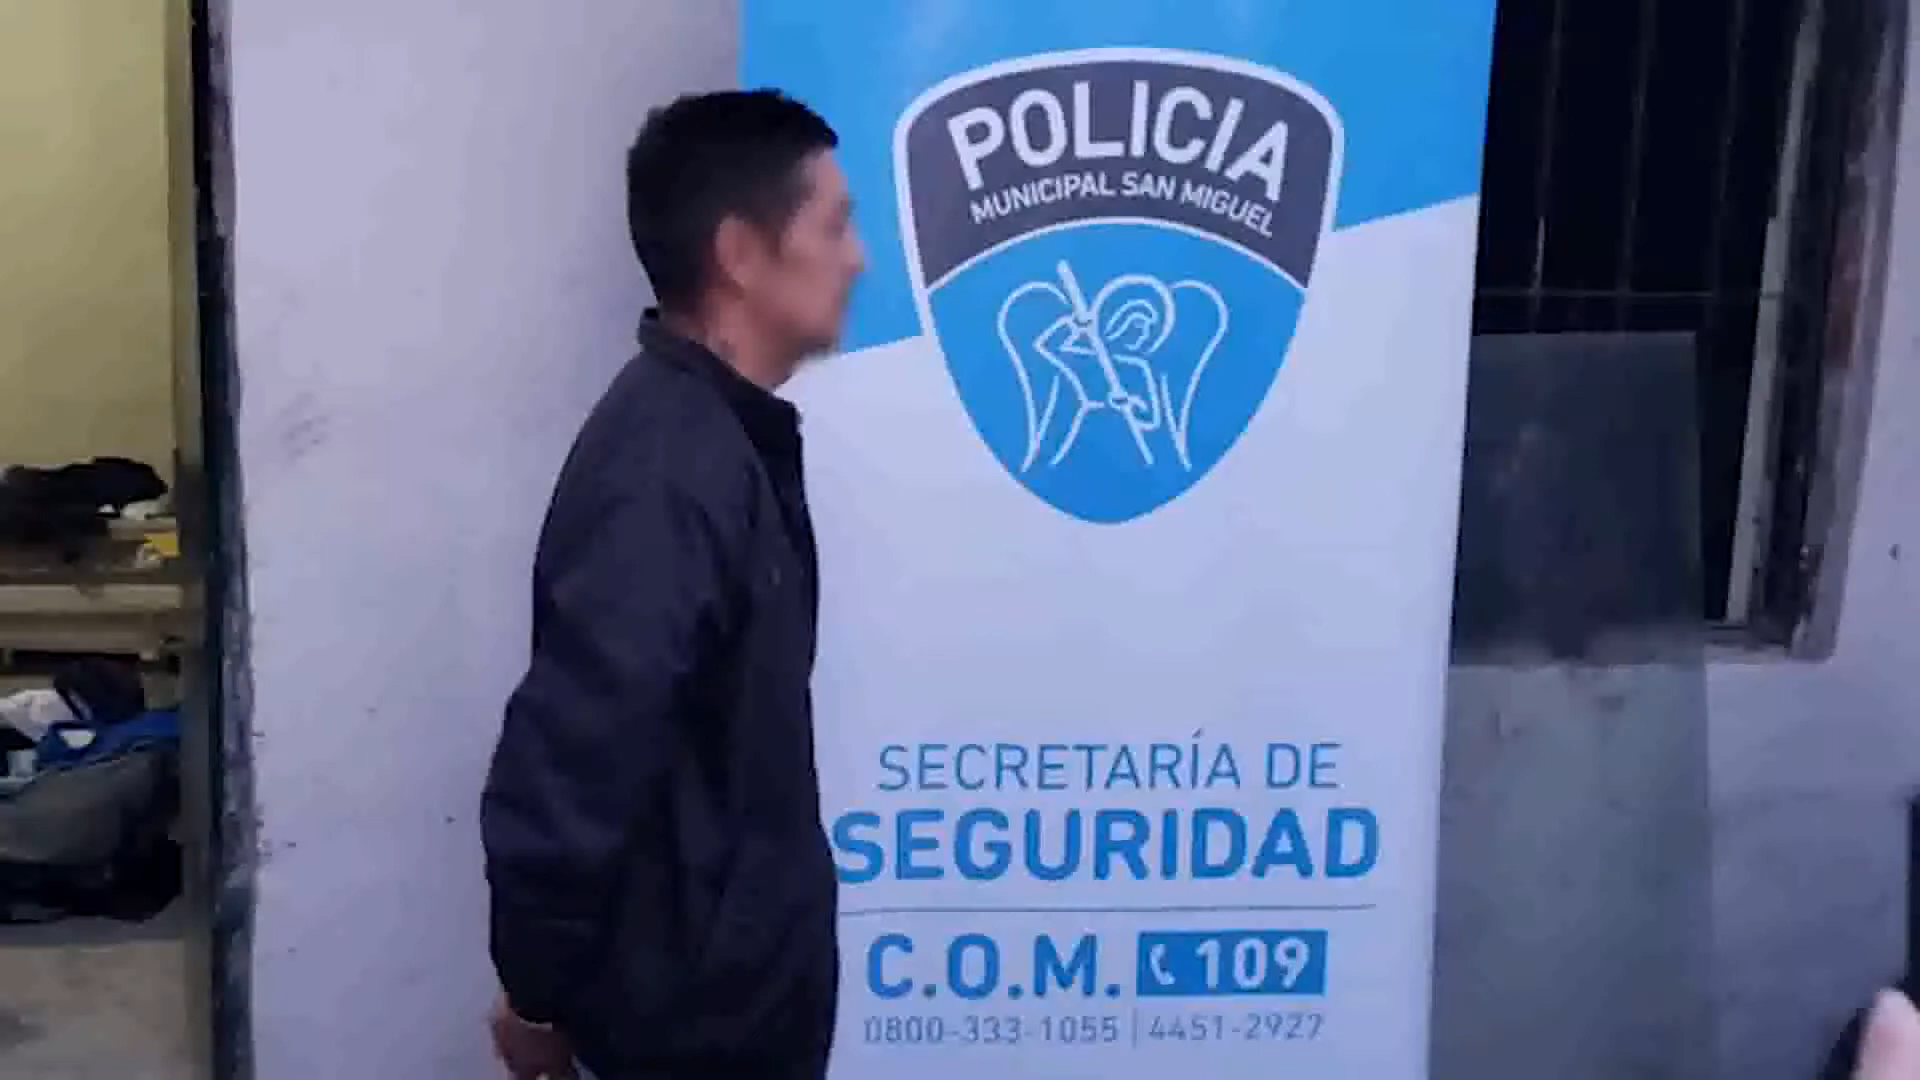 POLICIA
MUNICIPAL SAN MIGUEL
SECRETARÍA DE
SEGURIDAD
C.O.M. 109
0800-333-1055 | 4451-2927